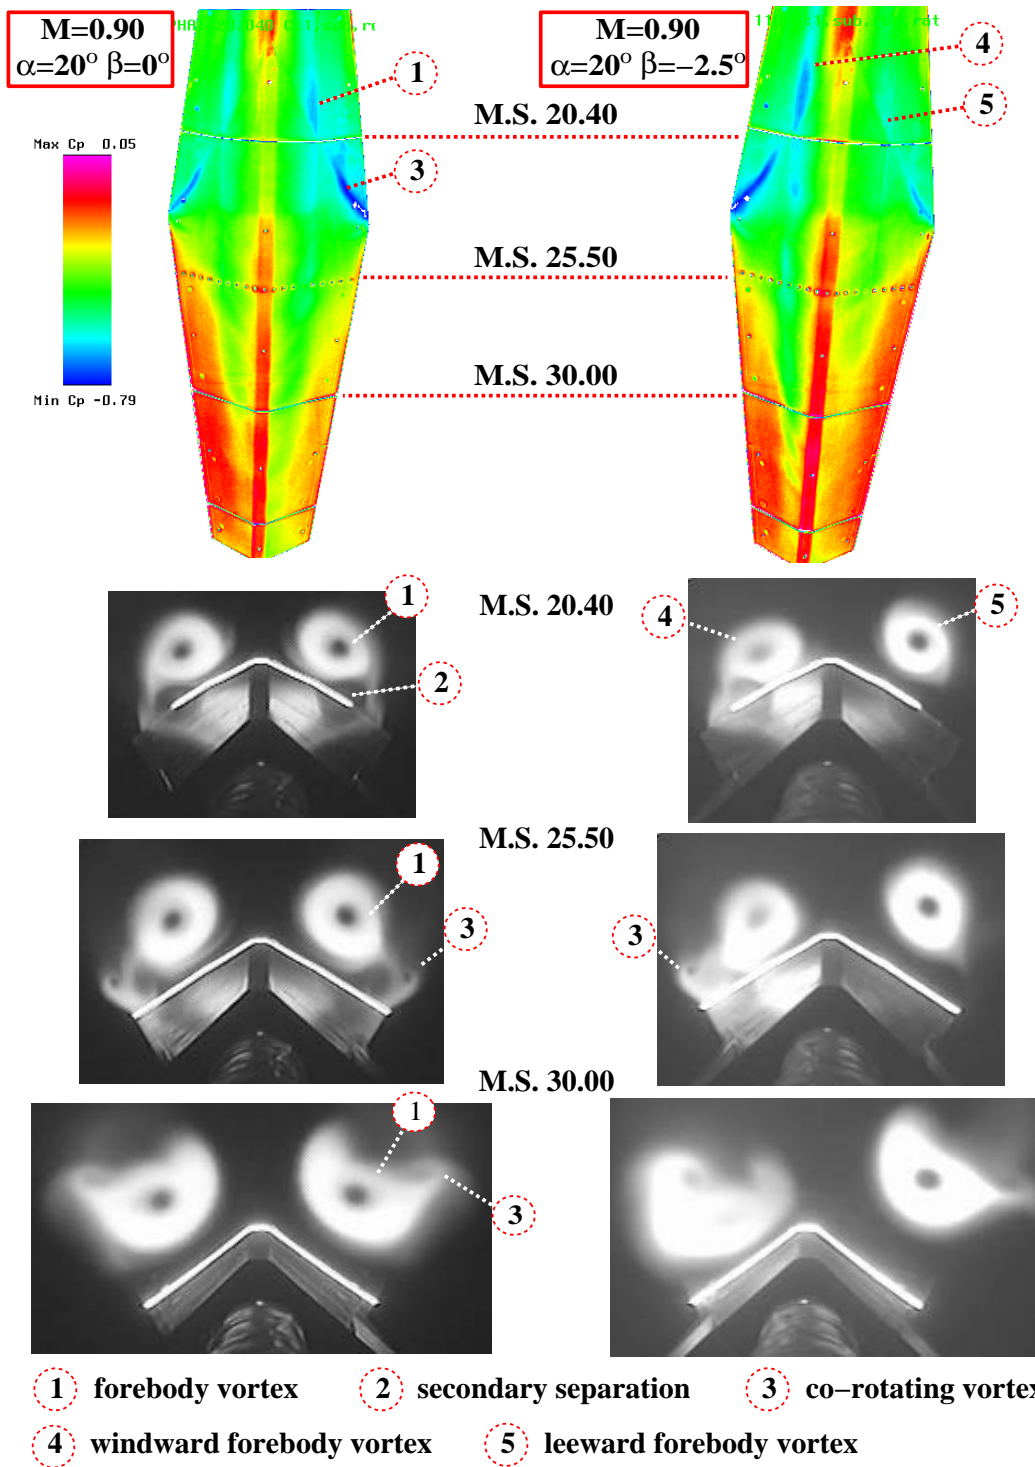 M=0.90
α=20° β=0°
M=0.90
α=20° β=−2.5°
4
1
5
M.S. 20.40
Max Cp 0.05
3
M.S. 25.50
M.S. 30.00
Min Cp -0.79
1
M.S. 20.40
4
5
2
M.S. 25.50
1
3
3
M.S. 30.00
1
3
1 forebody vortex
2 secondary separation
3 co−rotating vortex
4 windward forebody vortex
5 leeward forebody vortex